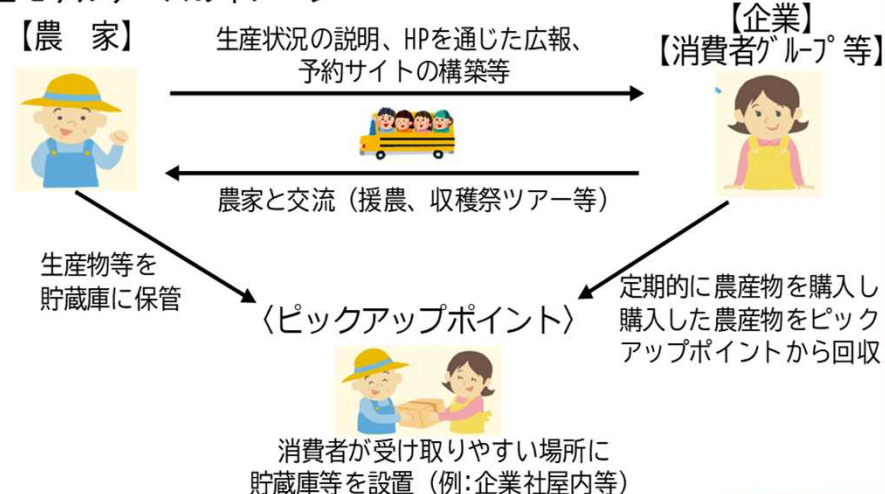 【農　家】
生産状況の説明、HPを通じた広報、
予約サイトの構築等
【企業】
【消費者ｸﾞﾙｰﾌﾟ等】
農家と交流（援農、収穫祭ツアー等）
生産物等を
貯蔵庫に保管
定期的に農産物を購入し
購入した農産物をピック
アップポイントから回収
〈ピックアップポイント〉
消費者が受け取りやすい場所に
貯蔵庫等を設置（例:企業社屋内等）